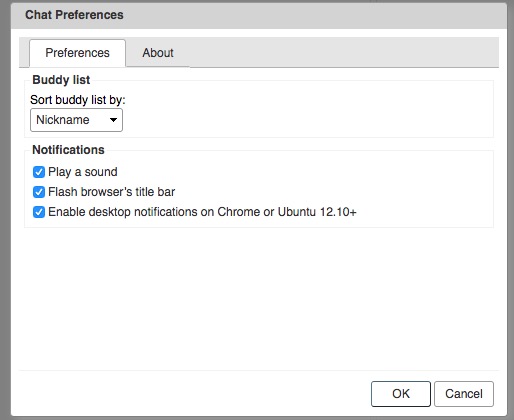 Chat Preferences
Preferences About
Buddy list
Sort buddy list by:
Nickname
Notifications
Play a sound
Flash browser's title bar
Enable desktop notifications on Chrome or Ubuntu 12.10+
OK Cancel